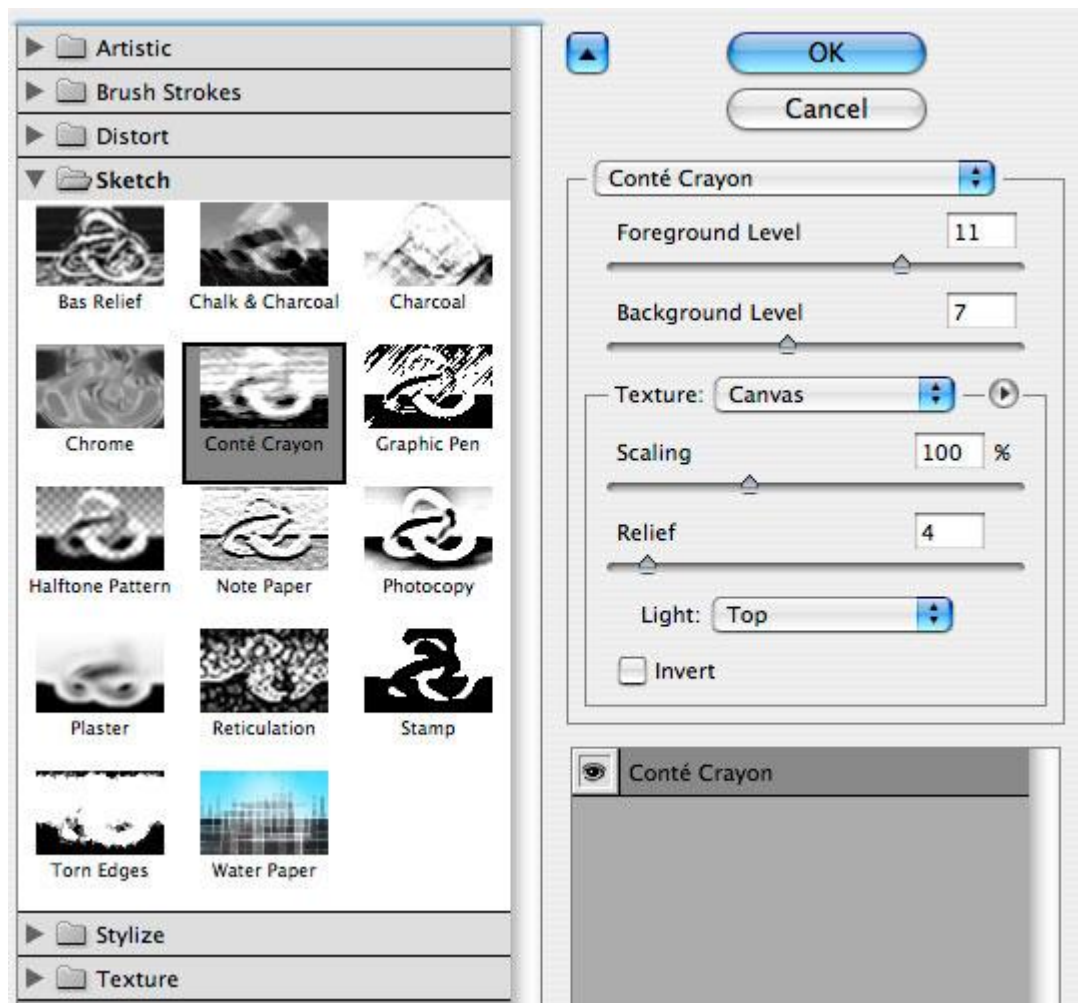 Artistic
Brush Strokes
Distort
Sketch
Bas Relief
Chalk & Charcoal
Charcoal
Chrome
Conté Crayon
Graphic Pen
Halftone Pattern
Note Paper
Photocopy
Plaster
Reticulation
Stamp
Torn Edges
Water Paper
Stylize
Texture
OK
Cancel
Conté Crayon
Foreground Level 11
Background Level 7
Texture: Canvas
Scaling 100 %
Relief 4
Light: Top
Invert
Conté Crayon